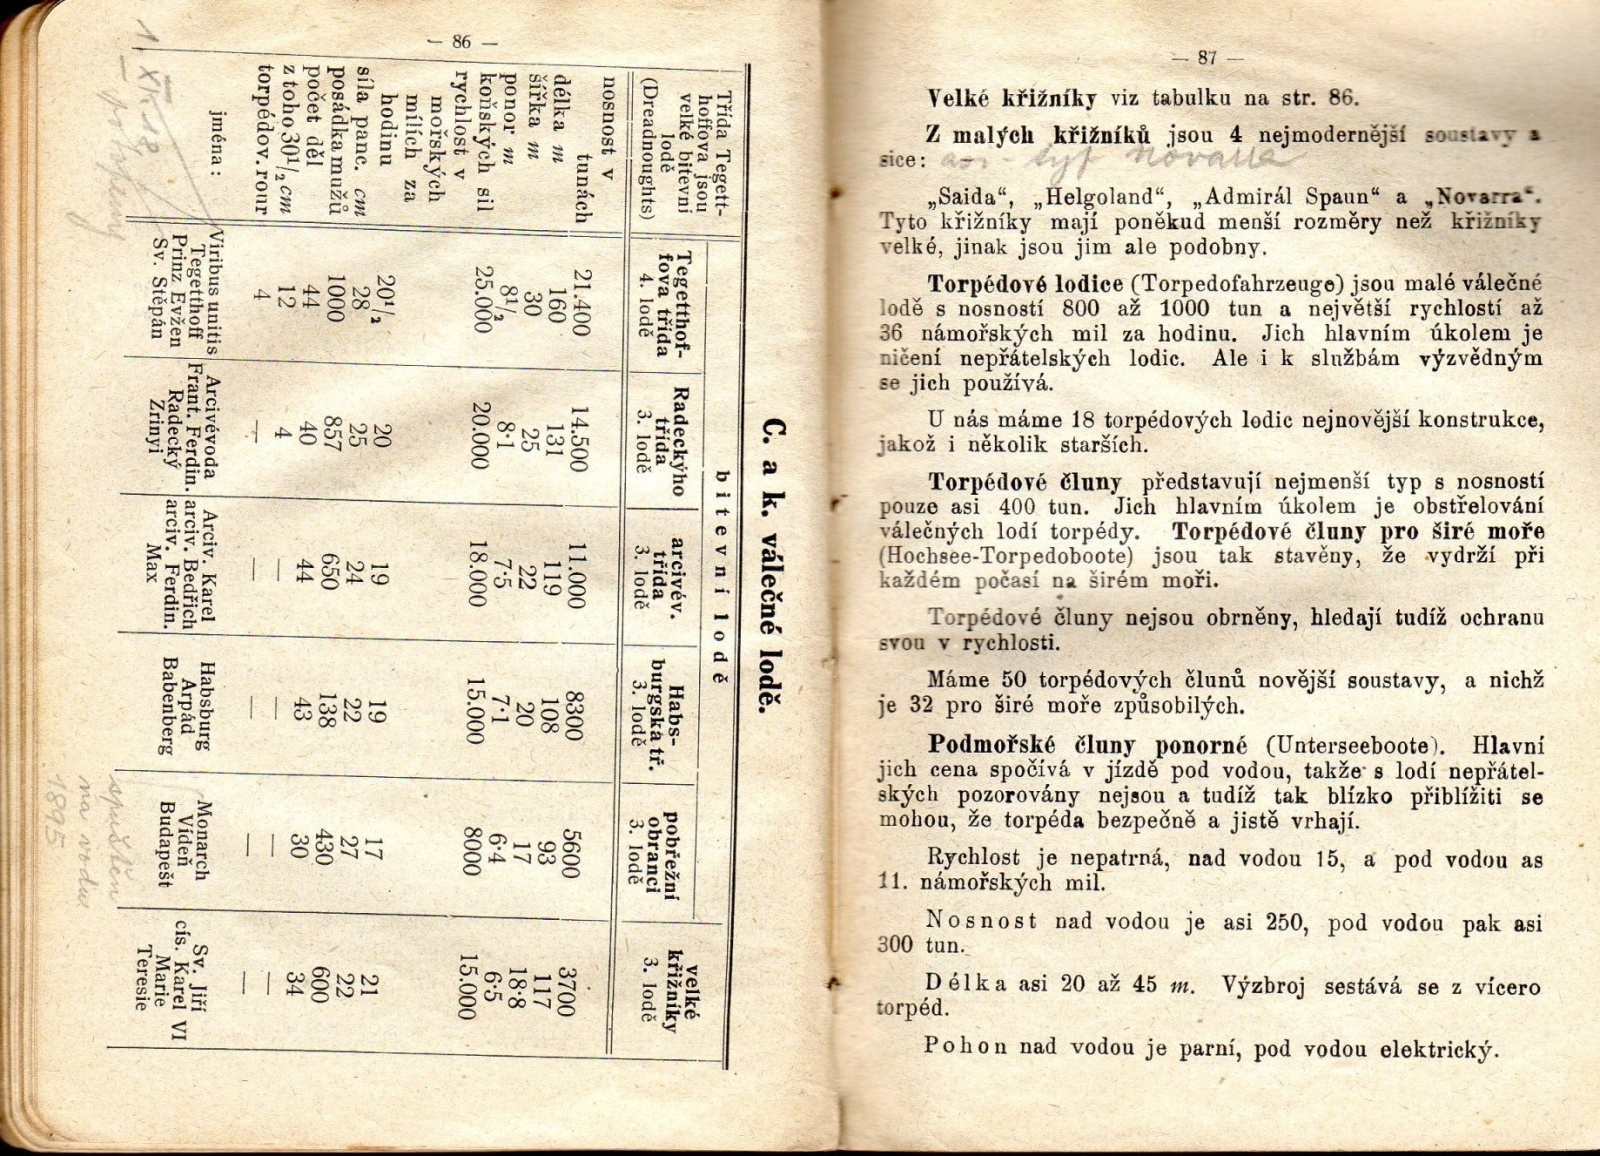 — 86 —
C. a k. válečné lodě.
Třída Tegett-
hoffova jsou
velké bitevní
lodě
(Dreadnoughts)
bitevní lodě
Tegetthof-
fova třída
4. lodě
Radeckýho
třída
3. lodě
arcivév.
třída
3. lodě
Habs-
burgská tř.
3. lodě
pobřežní
obranci
3. lodě
velké
křižníky
3. lodě
nosnost v
tunách 21.400 14.500 11.000 8300 5600 3700
délka m 160 131 119 108 93 117
šířka m 30 25 22 20 17 18·8
ponor m 8½ 8·1 7·5 7·1 6·4 6·5
koňských sil 25.000 20.000 18.000 15.000 8000 15.000
rychlost v
mořských
mílích za
hodinu 20½ 20 19 19 17 21
síla panc. cm 28 25 24 22 27 22
posádka mužů 1000 857 650 138 430 600
počet děl 44 40 44 43 30 34
z toho 30½ cm 12 4 — — — —
torpédov. rour 4 — — — — —
jména:
Viribus unitis
Tegetthoff
Prinz Evžen
Sv. Štěpán
Arcivévoda
Frant. Ferdin.
Radecký
Zrinyi
Arciv. Karel
arciv. Bedřich
arciv. Ferdin.
Max
Habsburg
Arpád
Babenberg
Monarch
Vídeň
Budapešt
Sv. Jiří
cís. Karel VI
Marie
Teresie
1. XII. 18.
— potopeny
spuštěn
na vodu
1895
— 87 —
Velké křižníky viz tabulku na str. 86.
Z malých křižníků jsou 4 nejmodernější soustavy a
sice: typ Novara
„Saida“, „Helgoland“, „Admirál Spaun“ a „Novarra“.
Tyto křižníky mají poněkud menší rozměry než křižníky
velké, jinak jsou jim ale podobny.
Torpédové lodice (Torpedofahrzeuge) jsou malé válečné
lodě s nosností 800 až 1000 tun a největší rychlostí až
36 námořských mil za hodinu. Jich hlavním úkolem je
ničení nepřátelských lodic. Ale i k službám výzvědným
se jich používá.
U nás máme 18 torpédových lodic nejnovější konstrukce,
jakož i několik starších.
Torpédové čluny představují nejmenší typ s nosností
pouze asi 400 tun. Jich hlavním úkolem je obstřelování
válečných lodí torpédy. Torpédové čluny pro širé moře
(Hochsee-Torpedoboote) jsou tak stavěny, že vydrží při
každém počasí na širém moři.
Torpédové čluny nejsou obrněny, hledají tudíž ochranu
svou v rychlosti.
Máme 50 torpédových člunů novější soustavy, a nichž
je 32 pro širé moře způsobilých.
Podmořské čluny ponorné (Unterseeboote). Hlavní
jich cena spočívá v jízdě pod vodou, takže s lodí nepřátel-
ských pozorovány nejsou a tudíž tak blízko přiblížiti se
mohou, že torpéda bezpečně a jistě vrhají.
Rychlost je nepatrná, nad vodou 15, a pod vodou as
11. námořských mil.
Nosnost nad vodou je asi 250, pod vodou pak asi
300 tun.
Délka asi 20 až 45 m. Výzbroj sestává se z vícero
torpéd.
Pohon nad vodou je parní, pod vodou elektrický.